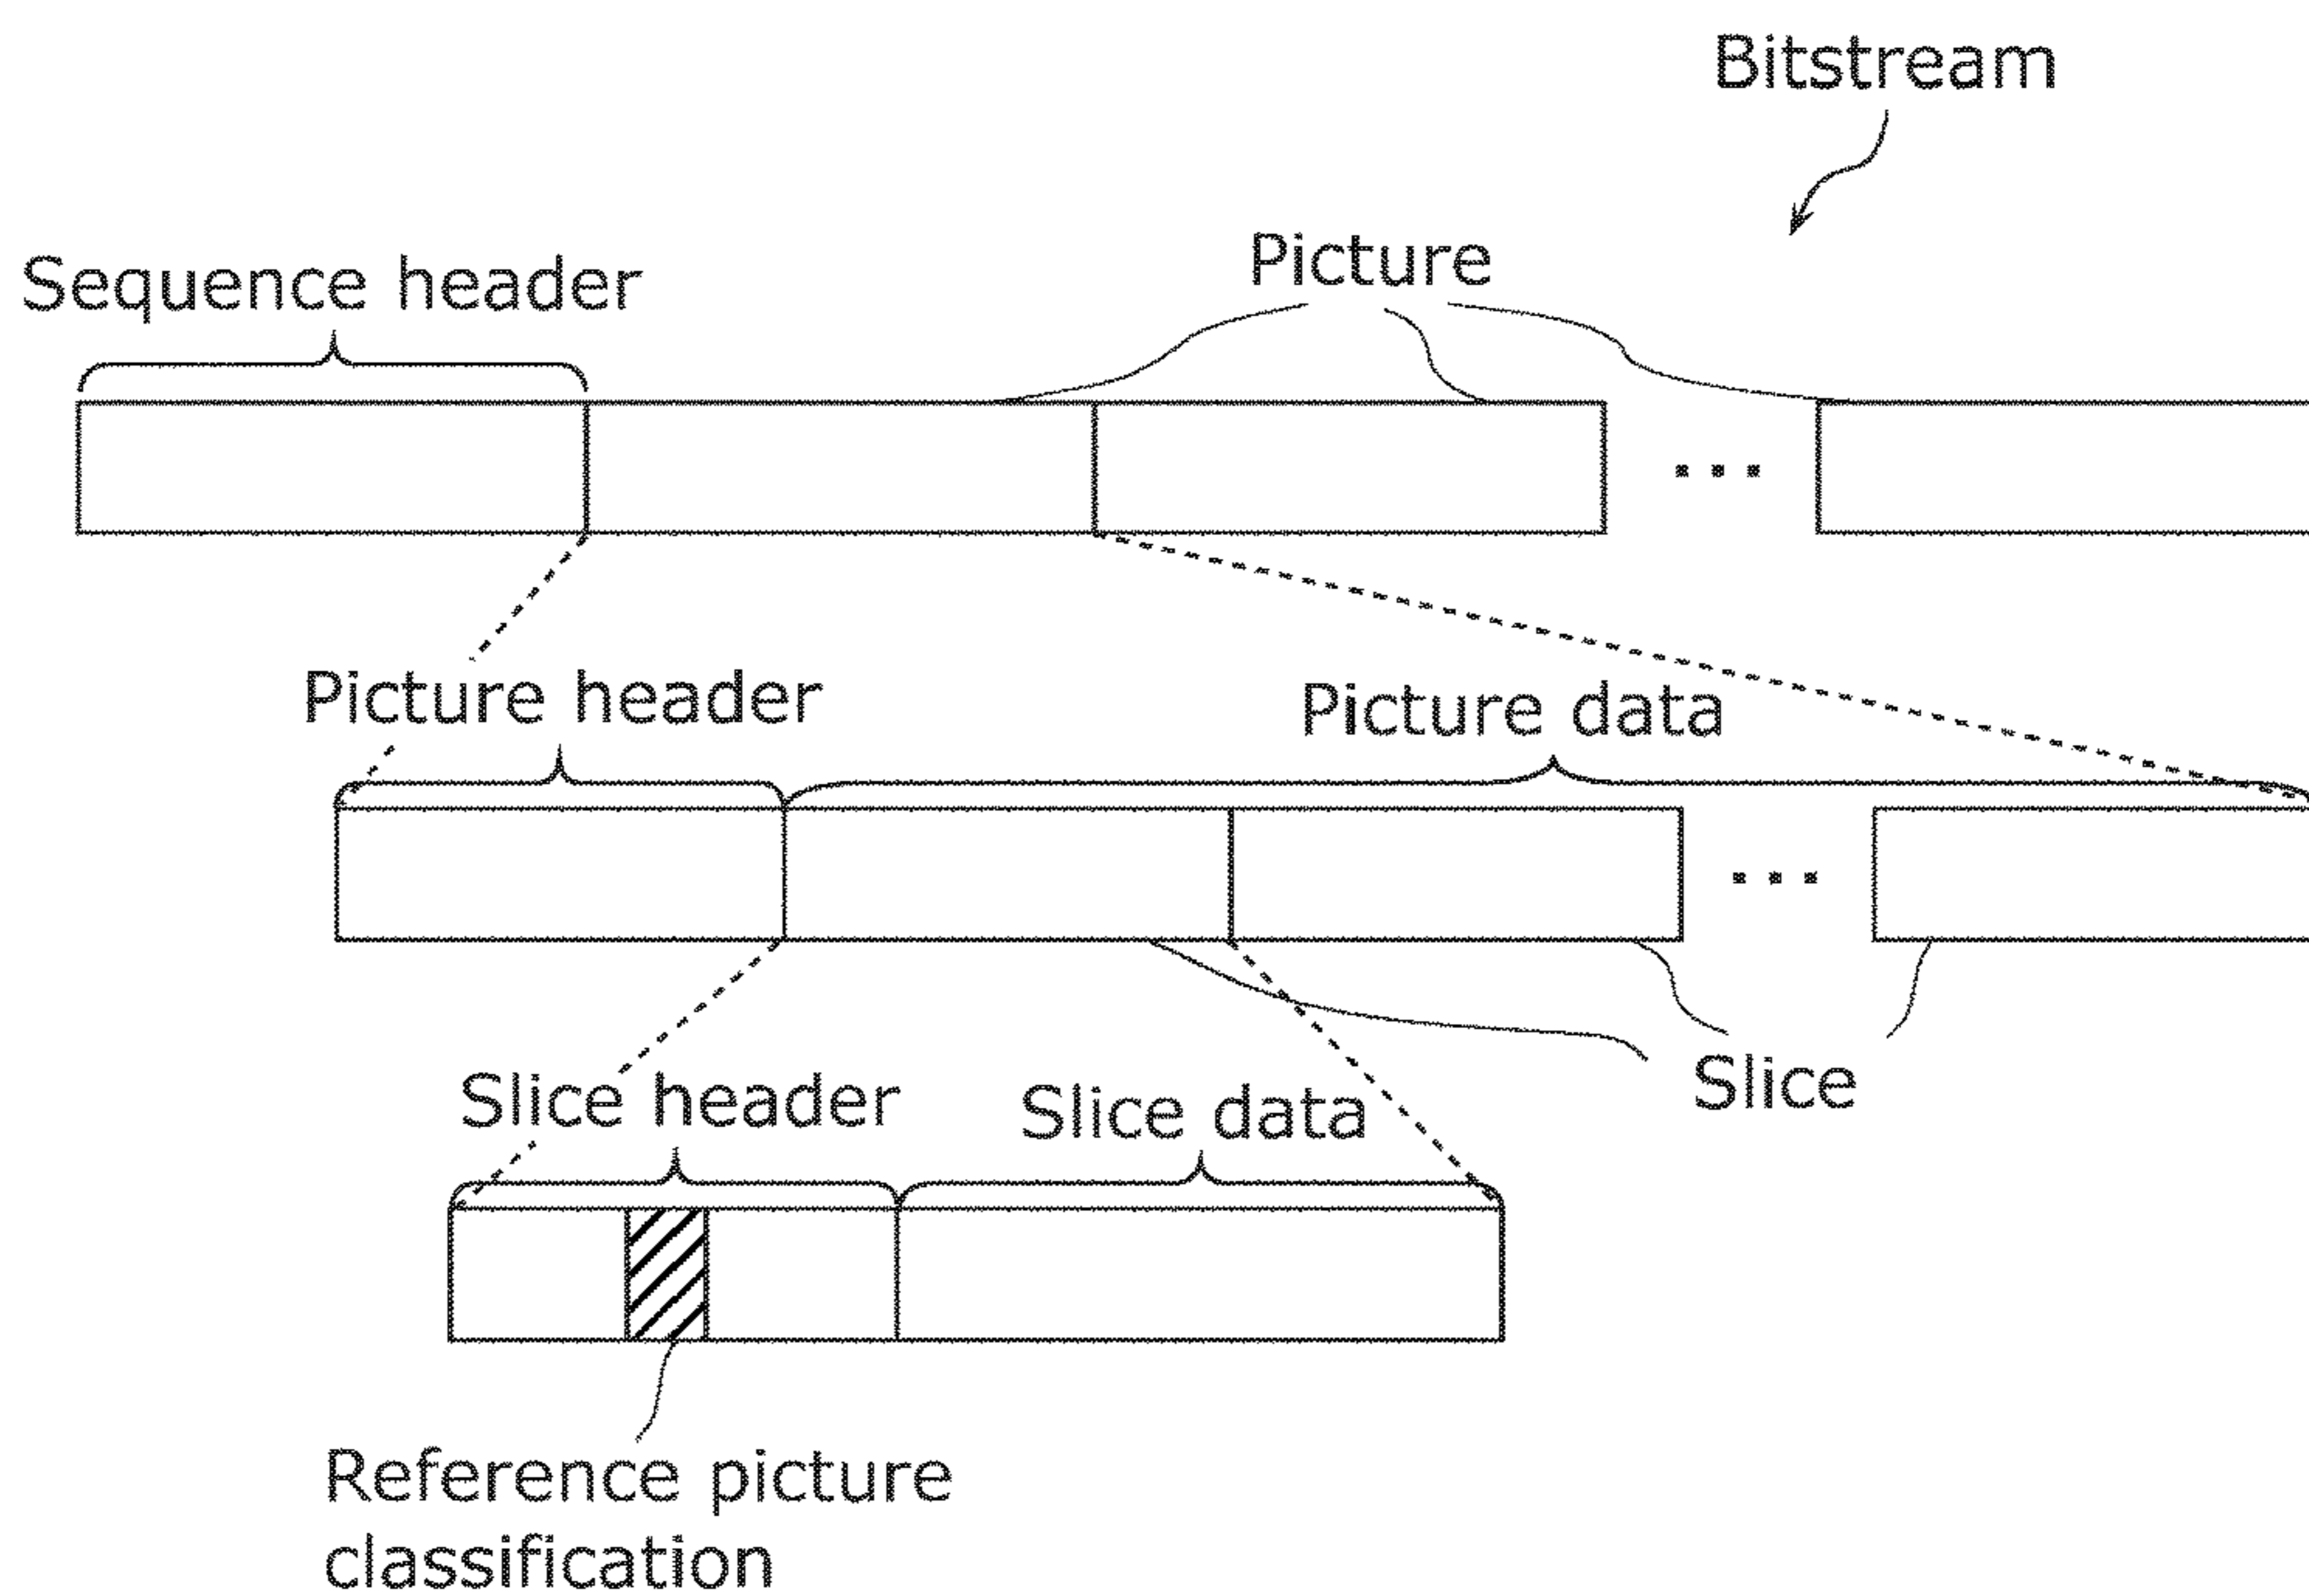 Bitstream
Picture
Sequence header
...
Picture header
Picture data
...
Slice
Slice header
Slice data
Reference picture
classification